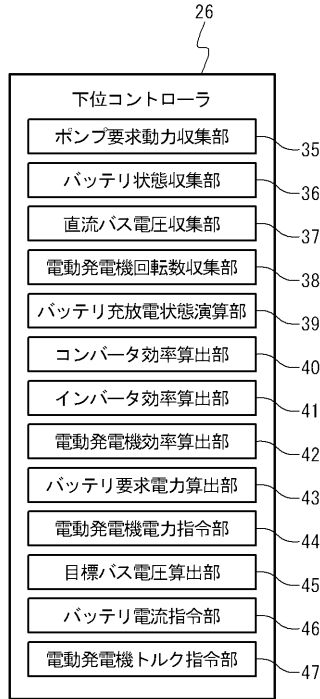 26
下位コントローラ
ポンプ要求動力収集部 35
バッテリ状態収集部 36
直流バス電圧収集部 37
電動発電機回転数収集部 38
バッテリ充放電状態演算部 39
コンバータ効率算出部 40
インバータ効率算出部 41
電動発電機効率算出部 42
バッテリ要求電力算出部 43
電動発電機電力指令部 44
目標バス電圧算出部 45
バッテリ電流指令部 46
電動発電機トルク指令部 47